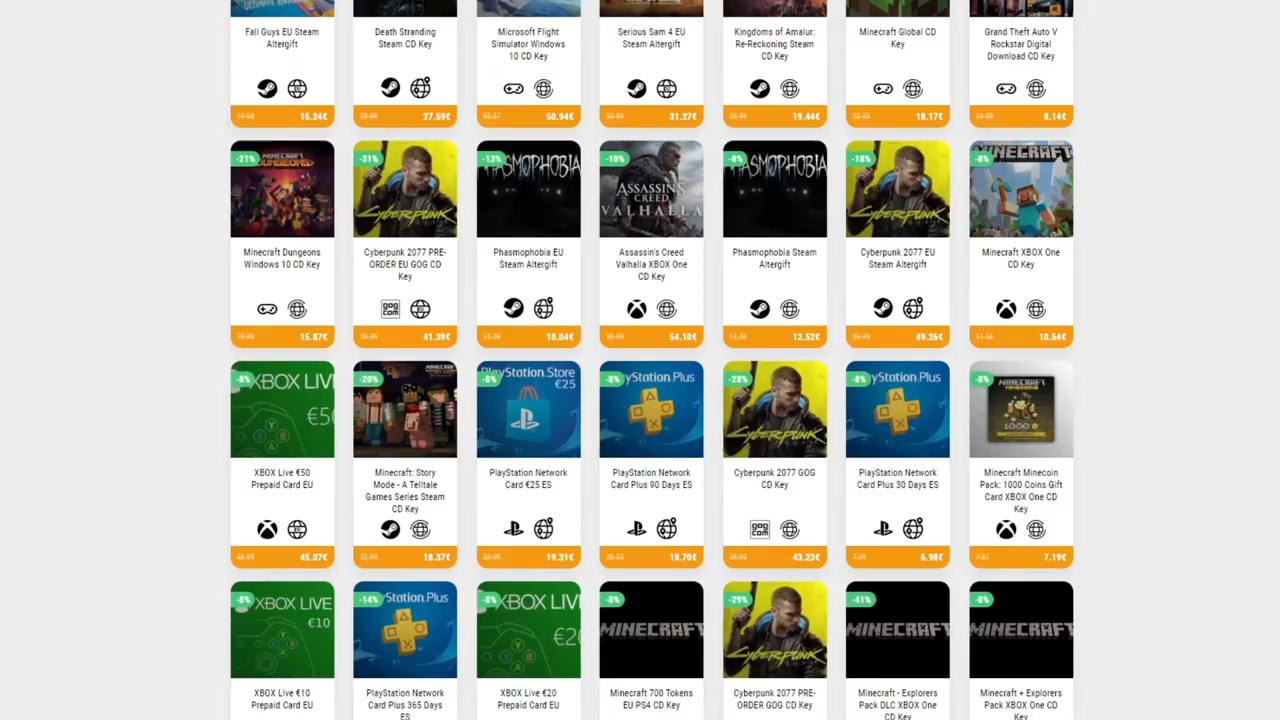 Fall Guys EU Steam
Altergift
Death Stranding
Steam CD Key
Microsoft Flight
Simulator Windows
10 CD Key
Serious Sam 4 EU
Steam Altergift
Kingdoms of Amalur:
Re-Reckoning Steam
CD Key
Minecraft Global CD
Key
Grand Theft Auto V
Rockstar Digital
Download CD Key
15.24€
27.59€
50.94€
31.27€
19.44€
18.17€
8.14€
-21%
MINECRAFT
DUNGEONS
-31%
CYBERPUNK
-13%
PHASMOPHOBIA
-10%
ASSASSIN'S
CREED
VALHALLA
-8%
PHASMOPHOBIA
-18%
CYBERPUNK
-8%
MINECRAFT
Minecraft Dungeons
Windows 10 CD Key
Cyberpunk 2077 PRE-
ORDER EU GOG CD
Key
Phasmophobia EU
Steam Altergift
Assassin's Creed
Valhalla XBOX One
CD Key
Phasmophobia Steam
Altergift
Cyberpunk 2077 EU
Steam Altergift
Minecraft XBOX One
CD Key
gog
com
15.87€
41.39€
10.04€
54.10€
12.52€
49.26€
10.54€
-8%
XBOX LIVE
€50
-20%
-8%
PlayStation Store
€25
-8%
PlayStation Plus
-28%
CYBERPUNK
-8%
PlayStation Plus
-8%
MINECRAFT
1000
XBOX Live €50
Prepaid Card EU
Minecraft: Story
Mode - A Telltale
Games Series Steam
CD Key
PlayStation Network
Card €25 ES
PlayStation Network
Card Plus 90 Days ES
Cyberpunk 2077 GOG
CD Key
PlayStation Network
Card Plus 30 Days ES
Minecraft Minecoin
Pack: 1000 Coins Gift
Card XBOX One CD
Key
gog
com
45.07€
18.37€
19.31€
18.70€
43.23€
6.98€
7.19€
-8%
XBOX LIVE
€10
-14%
PlayStation Plus
-8%
XBOX LIVE
€20
-8%
MINECRAFT
-29%
CYBERPUNK
-41%
MINECRAFT
-8%
MINECRAFT
XBOX Live €10
Prepaid Card EU
PlayStation Network
Card Plus 365 Days
ES
XBOX Live €20
Prepaid Card EU
Minecraft 700 Tokens
EU PS4 CD Key
Cyberpunk 2077 PRE-
ORDER GOG CD Key
Minecraft - Explorers
Pack DLC XBOX One
CD Key
Minecraft + Explorers
Pack XBOX One CD
Key